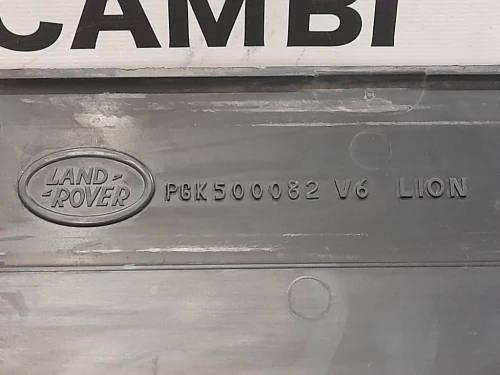 CAMBI
LAND-
-ROVER
PGK500082 V6 LION